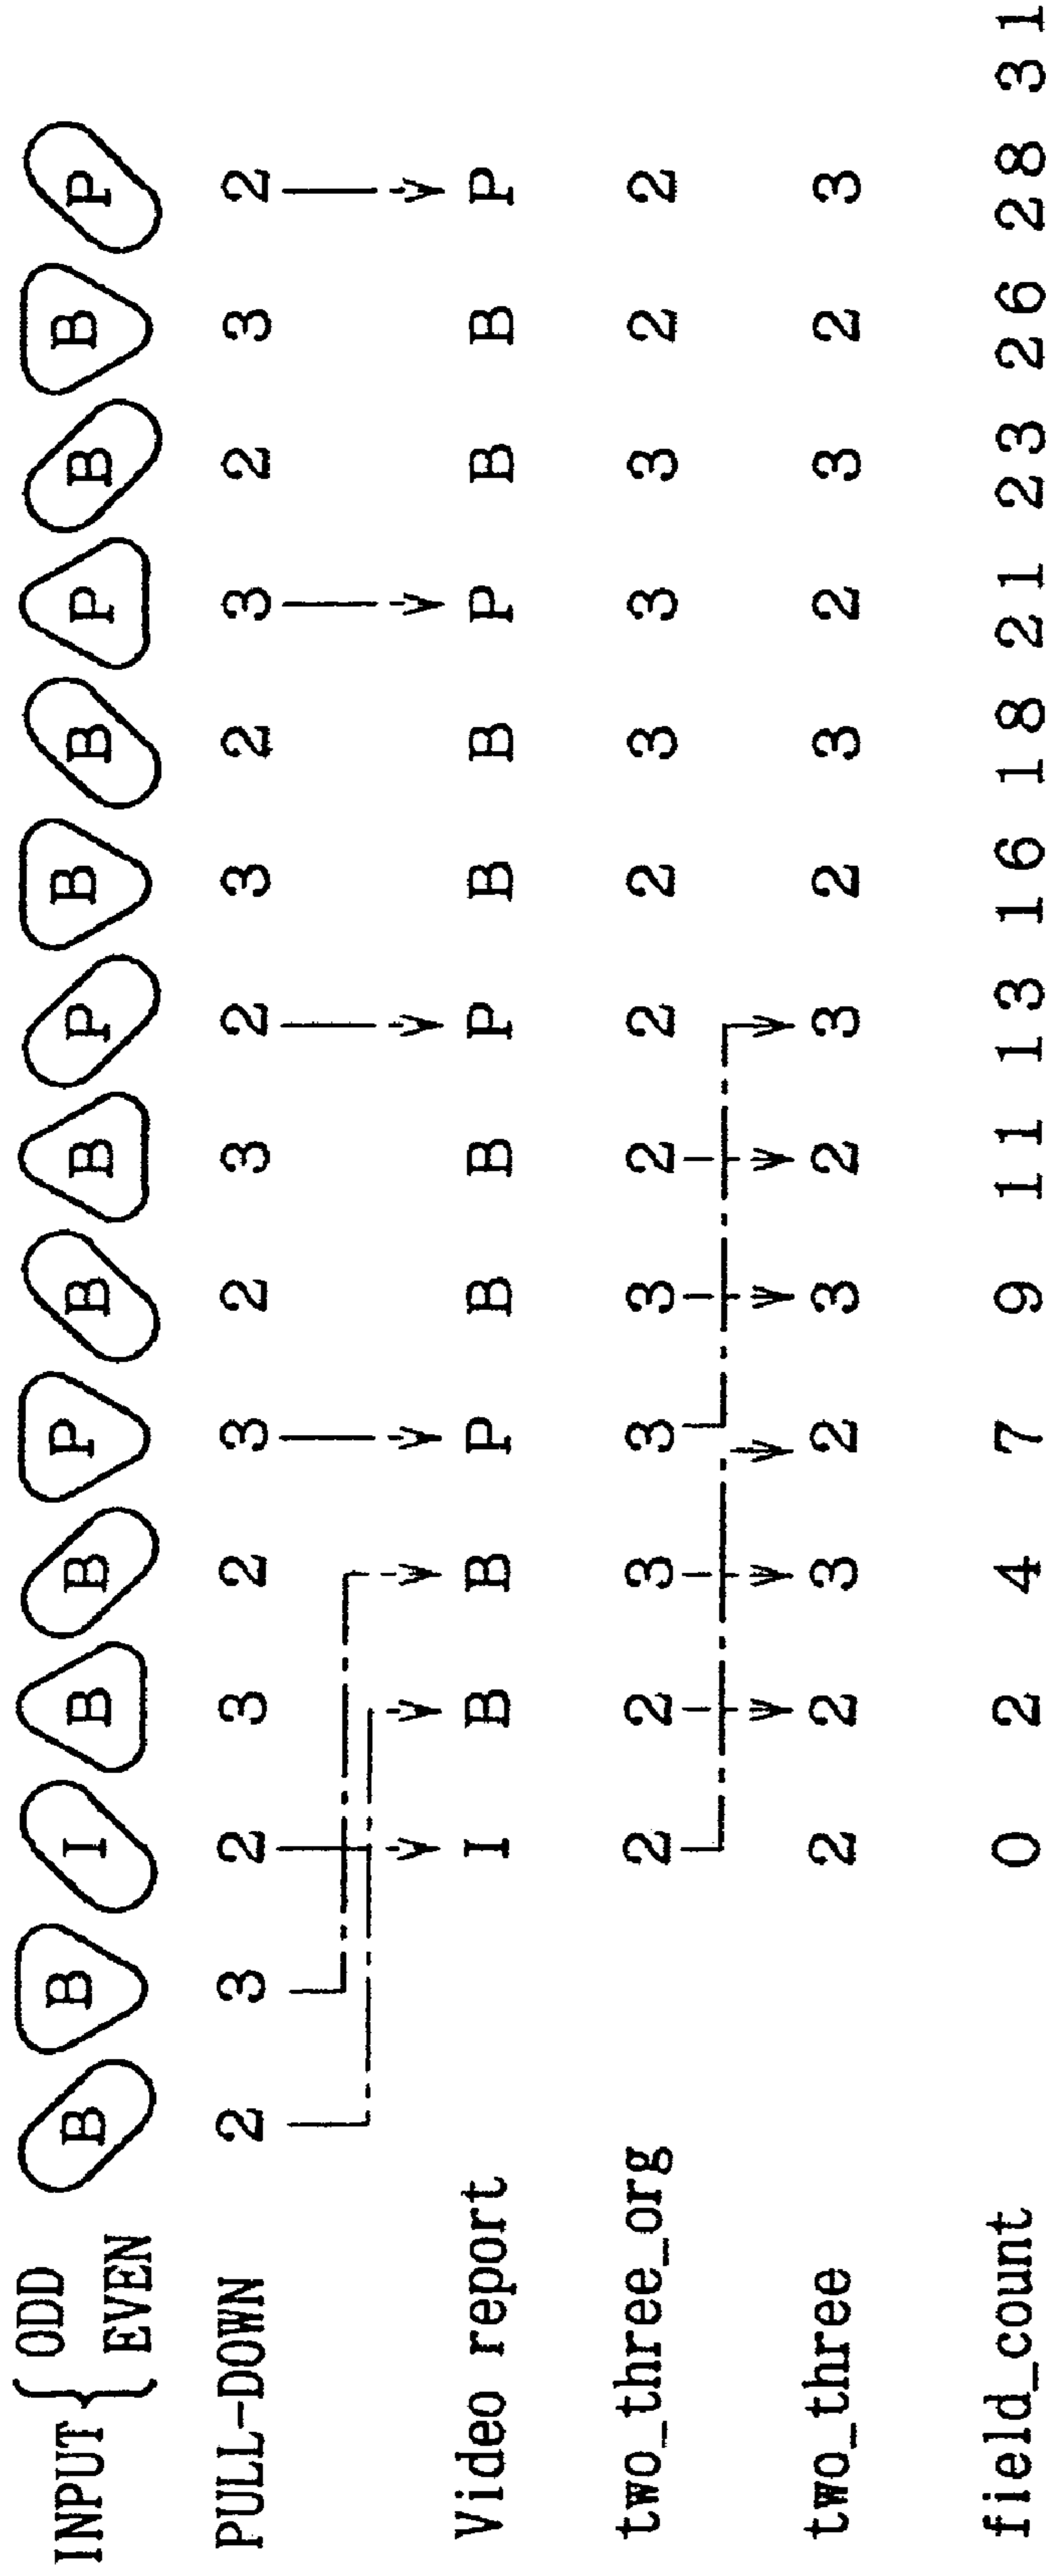 INPUT { ODD EVEN B B I B B P B B P B B P B B P
PULL-DOWN 2 3 2 3 2 3 2 3 2 3 2 3 2 3 2
Video report I B B P B B P B B P B B P
two_three_org 2 2 3 3 3 2 2 2 3 3 3 2 2
two_three 2 2 3 2 3 2 3 2 3 2 3 2 3
field_count 0 2 4 7 9 11 13 16 18 21 23 26 28 31